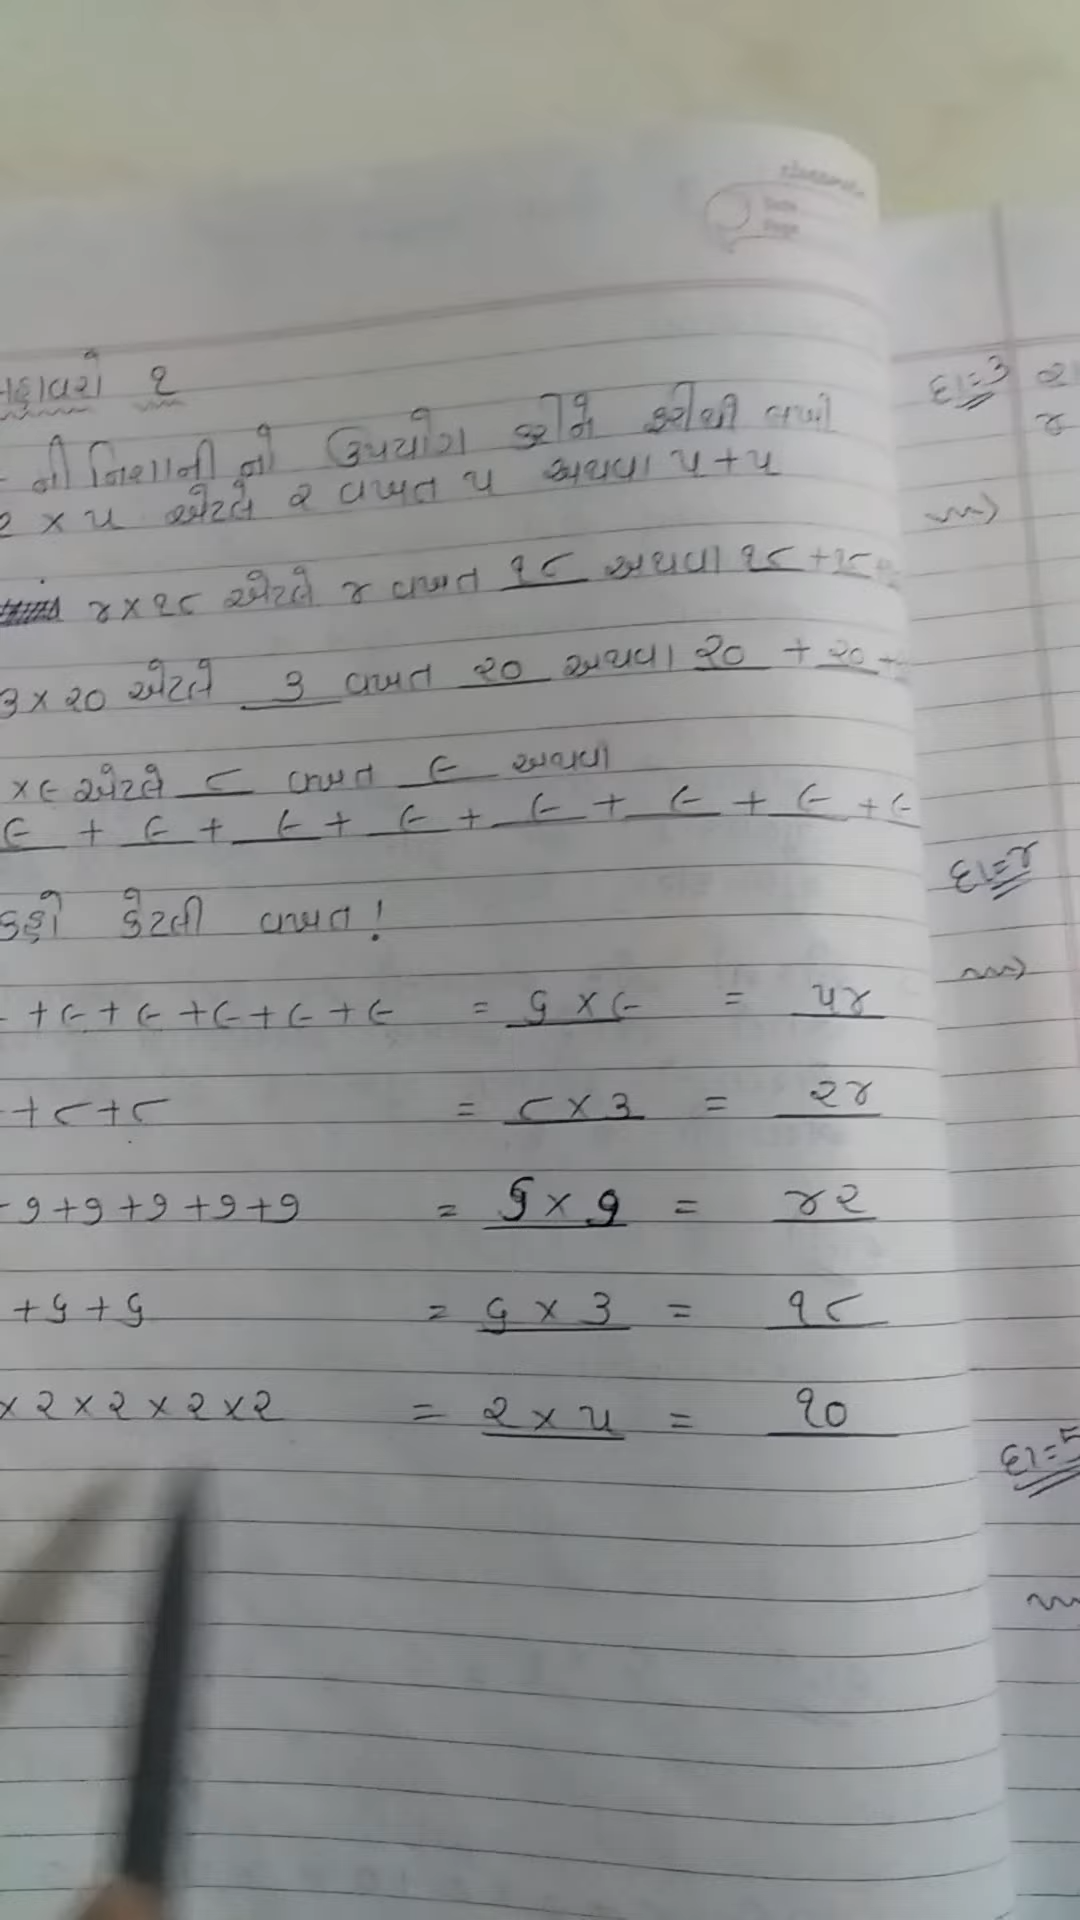 મહાવરો ૧
ની નિશાની નો ઉપયોગ કરીને ફરીથી લખો
૨ × ૫ એટલે ૨ વખત ૫ અથવા ૫ + ૫
૪ × ૧૮ એટલે ૪ વખત ૧૮ અથવા ૧૮ + ૧૮
૩ × ૨૦ એટલે ૩ વખત ૨૦ અથવા ૨૦ + ૨૦ +
× ૯ એટલે ૮ વખત ૯ અથવા
૯ + ૯ + ૯ + ૯ + ૯ + ૯ + ૯ + ૯
કહો કેટલી વખત!
+ ૯ + ૯ + ૯ + ૯ + ૯ = ૬ × ૯ = ૫૪
+ ૮ + ૮ = ૮ × ૩ = ૨૪
૭ + ૭ + ૭ + ૭ + ૭ = ૬ × ૭ = ૪૨
+ ૬ + ૬ = ૬ × ૩ = ૧૮
× ૨ × ૨ × ૨ × ૨ = ૨ × ૫ = ૧૦
દા=૩
૪
દા=૪
દા=૫